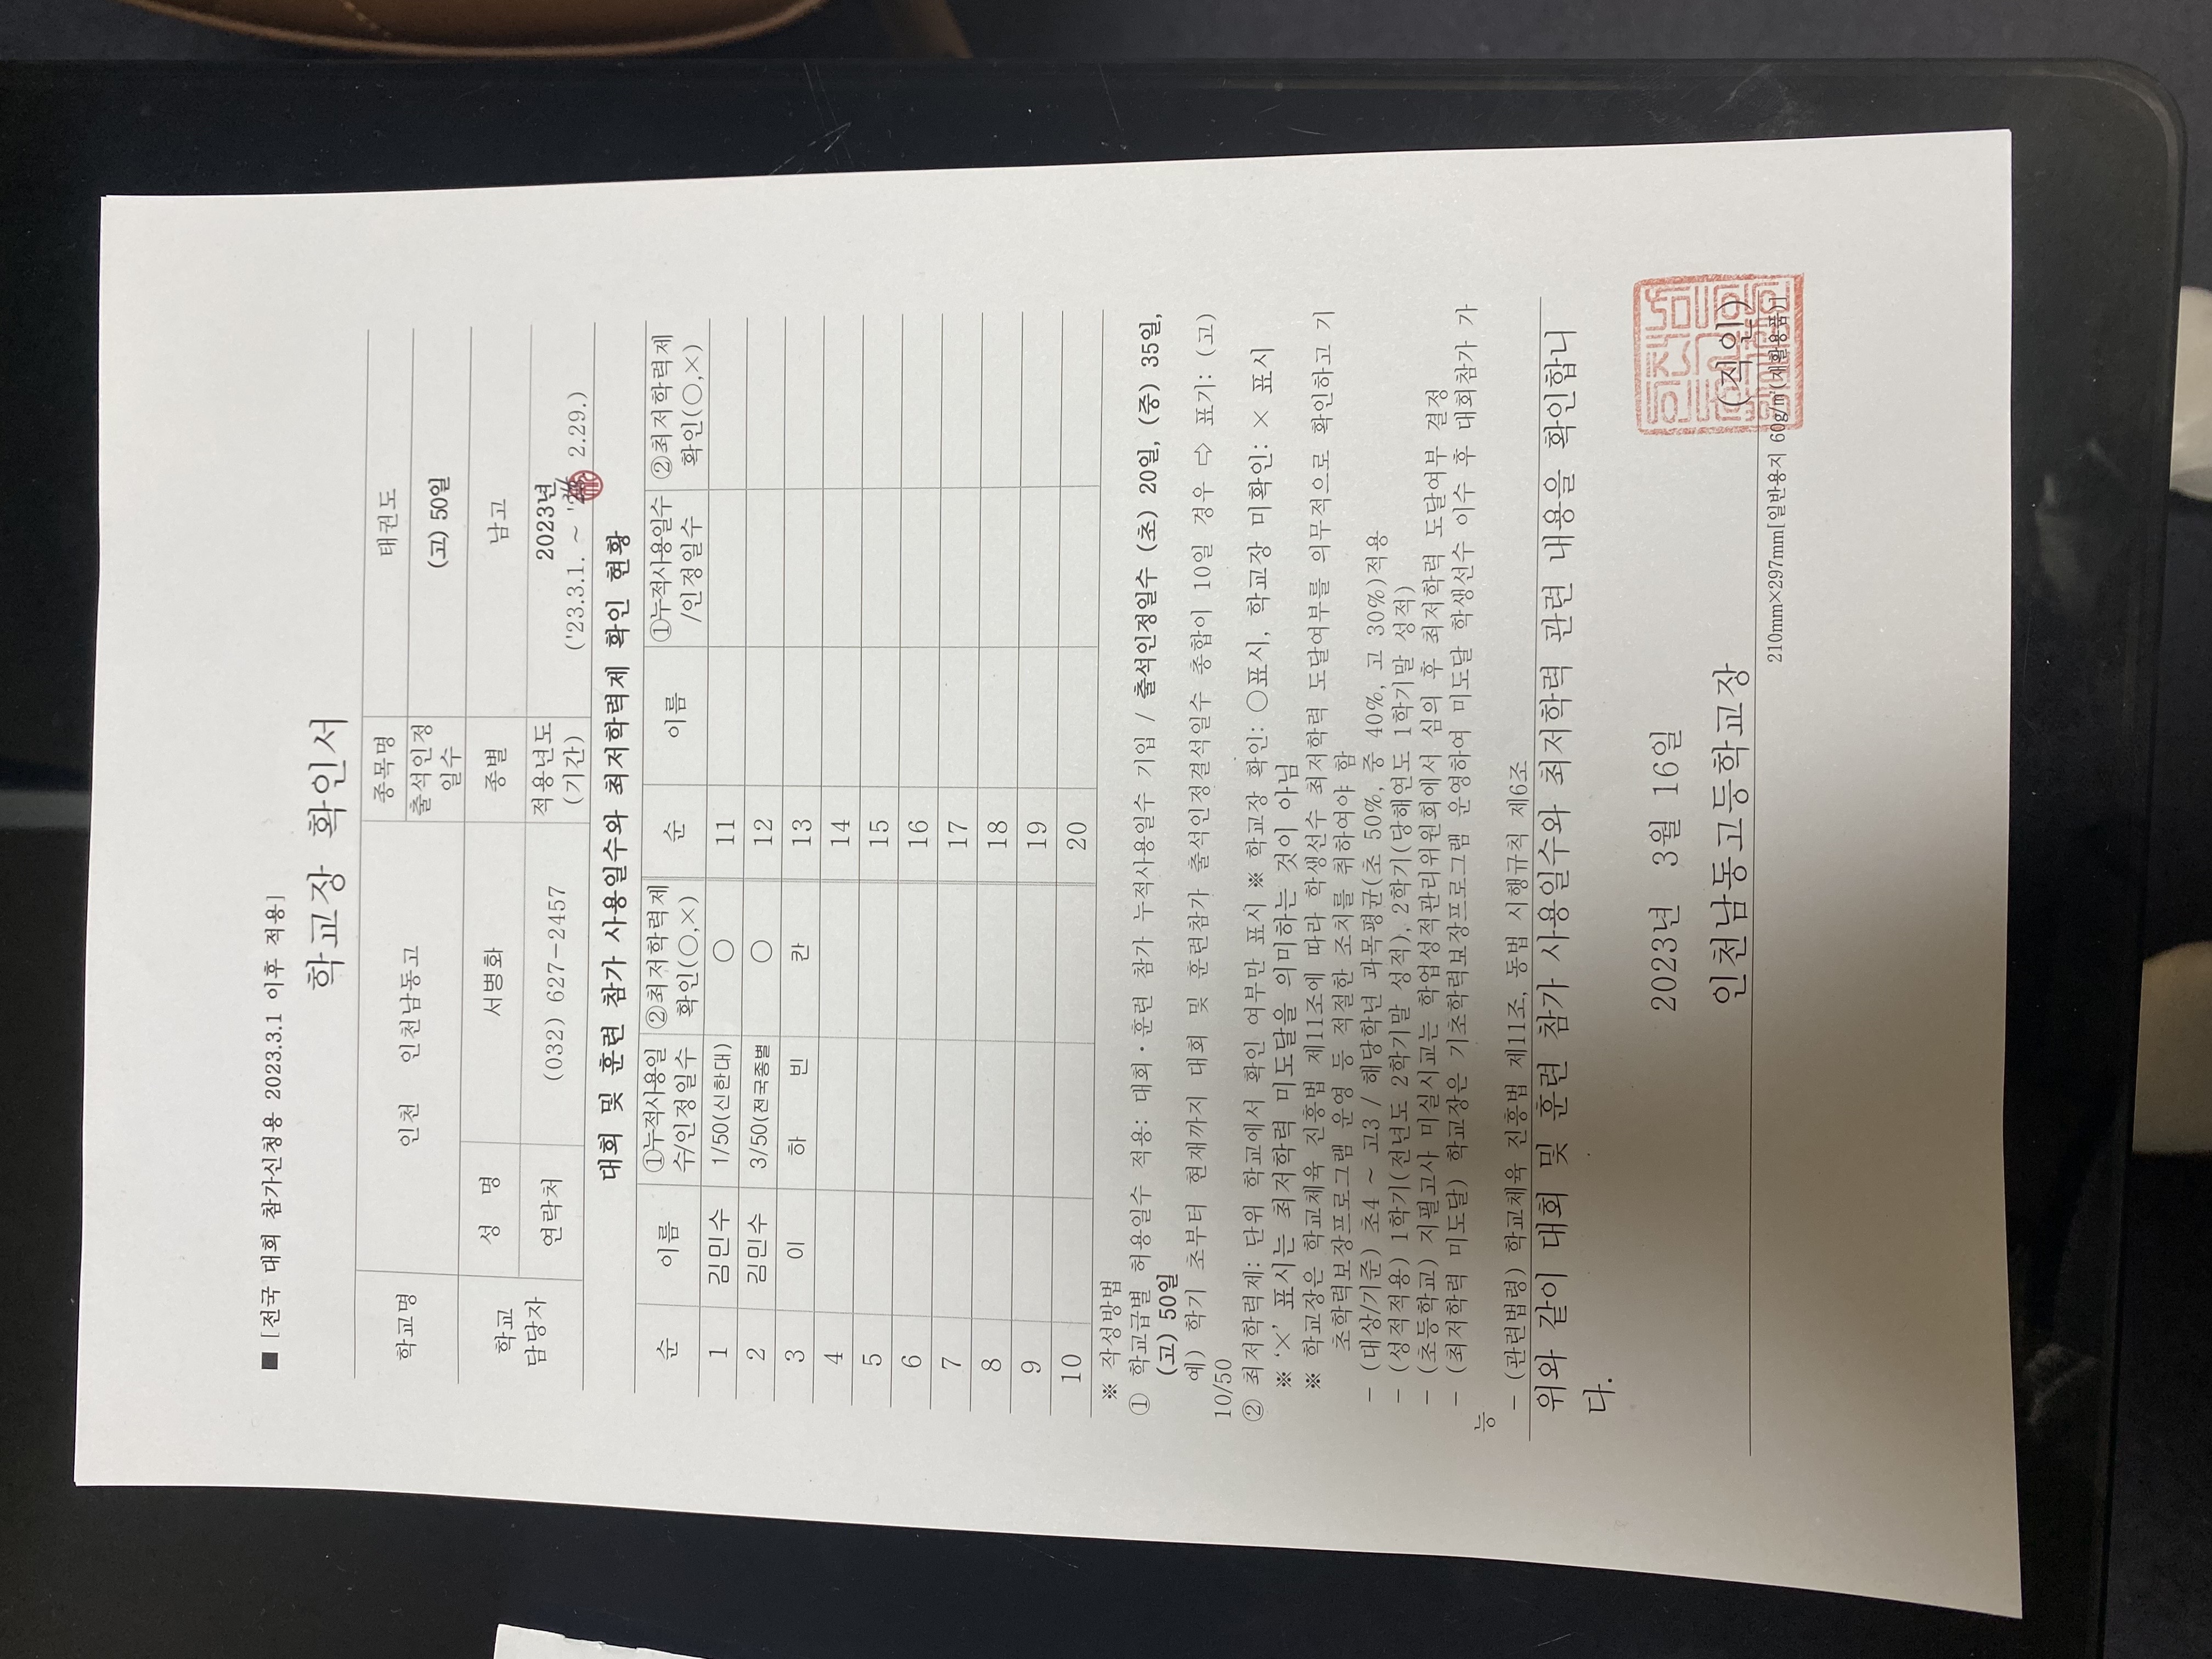 ■ [전국 대회 참가신청용 2023.3.1 이후 적용]
학교장 확인서
학교명 인천 인천남동고 종목명 태권도
출석인정 일수 (고) 50일
학교 담당자 성 명 서병화 종별 남고
연락처 (032) 627-2457 적용년도 (기간) 2023년 ('23.3.1. ~ 2.29.)
대회 및 훈련 참가 사용일수와 최저학력제 확인 현황
순 이름 ①누적사용일수/인정일수 ②최저학력제 확인(○,×) 순 이름 ①누적사용일수/인정일수 ②최저학력제 확인(○,×)
1 김민수 1/50(신한대) ○ 11
2 김민수 3/50(전국종별 ○ 12
3 이 하 빈 칸 13
4 14
5 15
6 16
7 17
8 18
9 19
10 20
※ 작성방법
① 학교급별 허용일수 적용: 대회·훈련 참가 누적사용일수 기입 / 출석인정일수 (초) 20일, (중) 35일,
(고) 50일
예) 학기 초부터 현재까지 대회 및 훈련참가 출석인정결석일수 총합이 10일 경우 ⇨ 표기: (고)
10/50
② 최저학력제: 단위 학교에서 확인 여부만 표시 ※ 학교장 확인: ○표시, 학교장 미확인: × 표시
※ '×' 표시는 최저학력 미도달을 의미하는 것이 아님
※ 학교장은 학교체육 진흥법 제11조에 따라 학생선수 최저학력 도달여부를 의무적으로 확인하고 기
초학력보장프로그램 운영 등 적절한 조치를 취하여야 함
- (대상/기준) 초4 ~ 고3 / 해당학년 과목평균(초 50%, 중 40%, 고 30%)적용
- (성적적용) 1학기(전년도 2학기말 성적), 2학기(당해연도 1학기말 성적)
- (초등학교) 지필고사 미실시교는 학업성적관리위원회에서 심의 후 최저학력 도달여부 결정
- (최저학력 미도달) 학교장은 기초학력보장프로그램 운영하여 미도달 학생선수 이수 후 대회참가 가
능
- (관련법령) 학교체육 진흥법 제11조, 동법 시행규칙 제6조
위와 같이 대회 및 훈련 참가 사용일수와 최저학력 관련 내용을 확인합니
다.
2023년 3월 16일
인천남동고등학교장 (직인)
210mm×297mm[일반용지 60g/㎡(재활용품)]